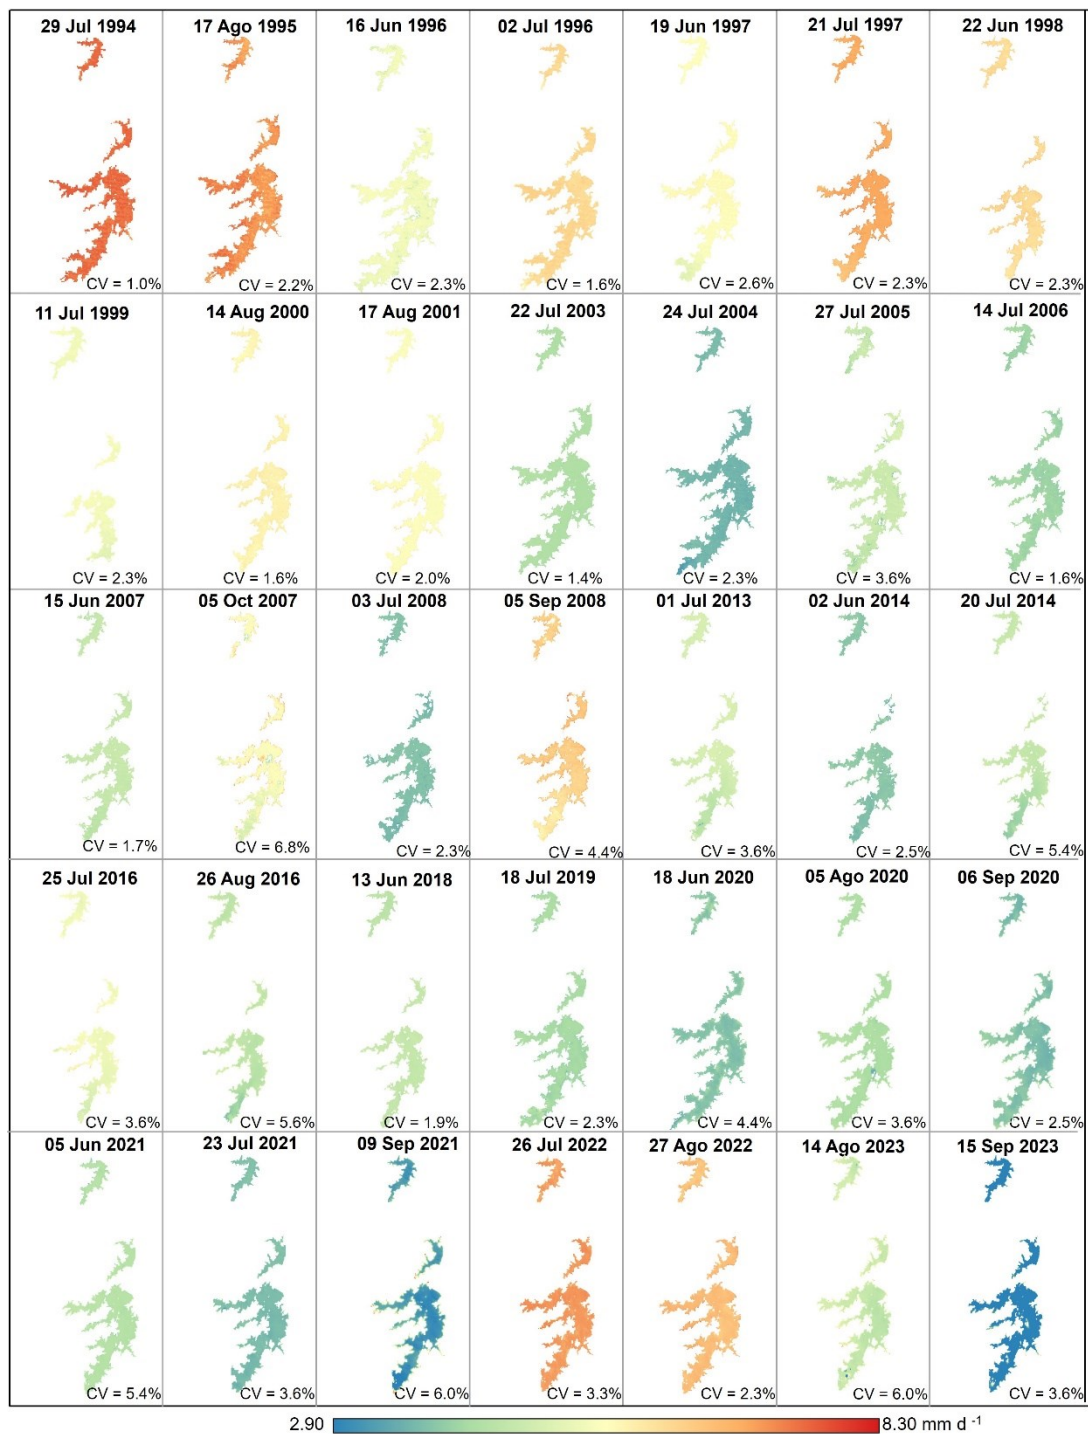 29 Jul 1994 17 Ago 1995 16 Jun 1996 02 Jul 1996 19 Jun 1997 21 Jul 1997 22 Jun 1998
CV = 1.0% CV = 2.2% CV = 2.3% CV = 1.6% CV = 2.6% CV = 2.3% CV = 2.3%
11 Jul 1999 14 Aug 2000 17 Aug 2001 22 Jul 2003 24 Jul 2004 27 Jul 2005 14 Jul 2006
CV = 2.3% CV = 1.6% CV = 2.0% CV = 1.4% CV = 2.3% CV = 3.6% CV = 1.6%
15 Jun 2007 05 Oct 2007 03 Jul 2008 05 Sep 2008 01 Jul 2013 02 Jun 2014 20 Jul 2014
CV = 1.7% CV = 6.8% CV = 2.3% CV = 4.4% CV = 3.6% CV = 2.5% CV = 5.4%
25 Jul 2016 26 Aug 2016 13 Jun 2018 18 Jul 2019 18 Jun 2020 05 Ago 2020 06 Sep 2020
CV = 3.6% CV = 5.6% CV = 1.9% CV = 2.3% CV = 4.4% CV = 3.6% CV = 2.5%
05 Jun 2021 23 Jul 2021 09 Sep 2021 26 Jul 2022 27 Ago 2022 14 Ago 2023 15 Sep 2023
CV = 5.4% CV = 3.6% CV = 6.0% CV = 3.3% CV = 2.3% CV = 6.0% CV = 3.6%
2.90 8.30 mm d -1